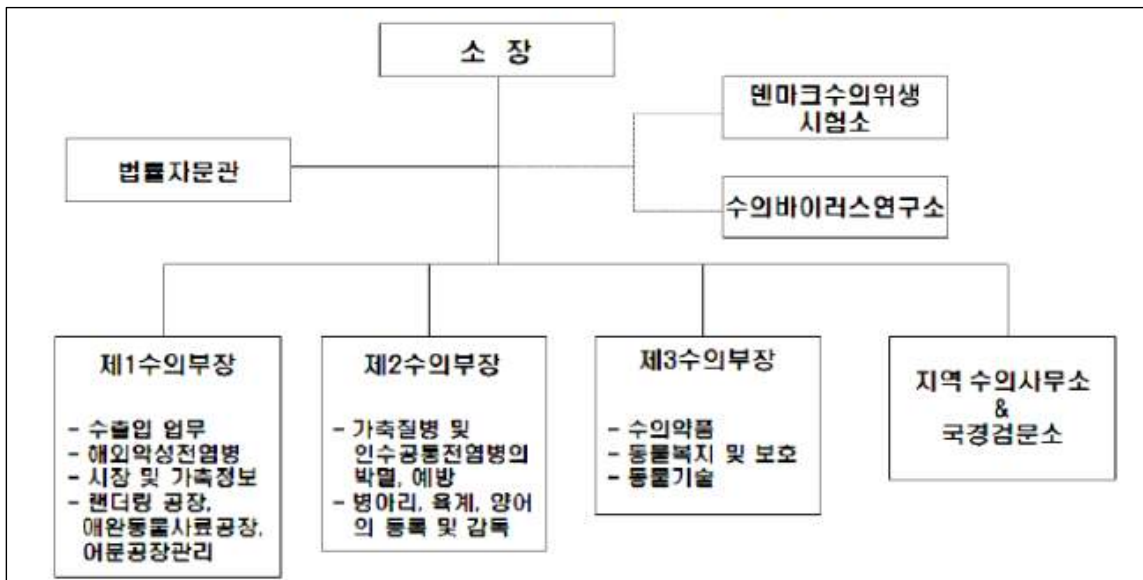 소 장
덴마크수의위생
시험소
법률자문관
수의바이러스연구소
제1수의부장
- 수출입 업무
- 해외악성전염병
- 시장 및 가축정보
- 랜더링 공장,
애완동물사료공장,
어분공장관리
제2수의부장
- 가축질병 및
인수공통전염병의
박멸, 예방
- 병아리, 육계, 양어
의 등록 및 감독
제3수의부장
- 수의약품
- 동물복지 및 보호
- 동물기술
지역 수의사무소
&
국경검문소